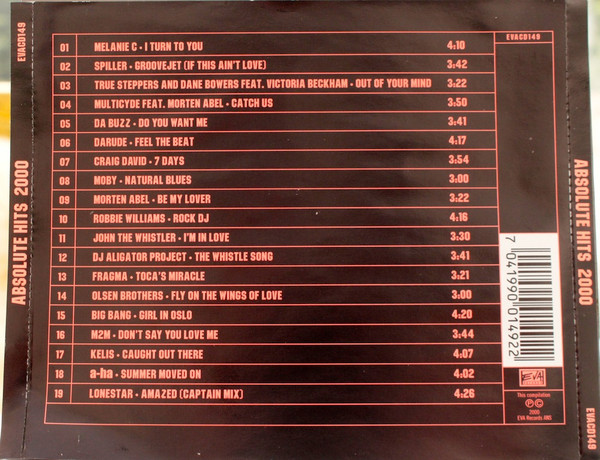 EVACD149
ABSOLUTE HITS 2000
01 MELANIE C • I TURN TO YOU 4:10
02 SPILLER • GROOVEJET (IF THIS AIN'T LOVE) 3:42
03 TRUE STEPPERS AND DANE BOWERS FEAT. VICTORIA BECKHAM • OUT OF YOUR MIND 3:22
04 MULTICYDE FEAT. MORTEN ABEL • CATCH US 3:50
05 DA BUZZ • DO YOU WANT ME 3:41
06 DARUDE • FEEL THE BEAT 4:17
07 CRAIG DAVID • 7 DAYS 3:54
08 MOBY • NATURAL BLUES 3:00
09 MORTEN ABEL • BE MY LOVER 3:22
10 ROBBIE WILLIAMS • ROCK DJ 4:16
11 JOHN THE WHISTLER • I'M IN LOVE 3:30
12 DJ ALIGATOR PROJECT • THE WHISTLE SONG 3:41
13 FRAGMA • TOCA'S MIRACLE 3:21
14 OLSEN BROTHERS • FLY ON THE WINGS OF LOVE 3:00
15 BIG BANG • GIRL IN OSLO 4:20
16 M2M • DON'T SAY YOU LOVE ME 3:44
17 KELIS • CAUGHT OUT THERE 4:07
18 a-ha • SUMMER MOVED ON 4:02
19 LONESTAR • AMAZED (CAPTAIN MIX) 4:26
EVACD149
7 041990 014922
EVA
This compilation
℗ ©
2000
EVA Records ANS
ABSOLUTE HITS 2000
EVACD149